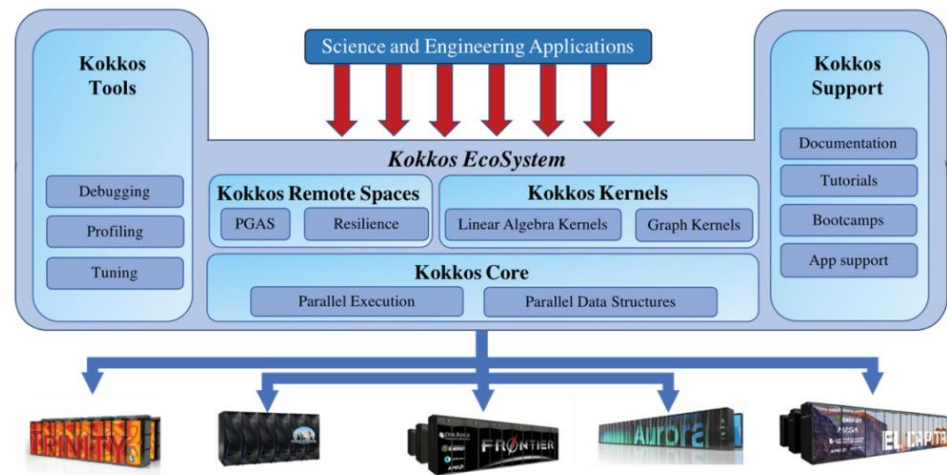 Science and Engineering Applications
Kokkos
Tools
Debugging
Profiling
Tuning
Kokkos EcoSystem
Kokkos Remote Spaces
PGAS
Resilience
Kokkos Kernels
Linear Algebra Kernels
Graph Kernels
Kokkos Core
Parallel Execution
Parallel Data Structures
Kokkos
Support
Documentation
Tutorials
Bootcamps
App support
TRINITY
FRONTIER
AURORA
EL CAPIT